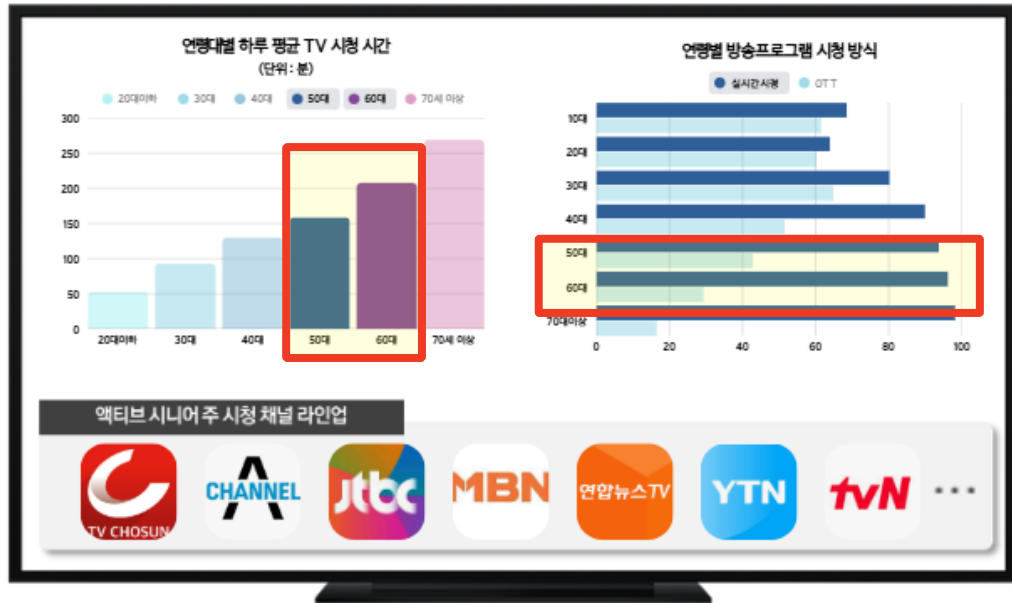 연령대별 하루 평균 TV 시청 시간
(단위 : 분)
20대이하 30대 40대 50대 60대 70세 이상
300
250
200
150
100
50
0
20대이하 30대 40대 50대 60대 70세 이상
연령별 방송프로그램 시청 방식
실시간시청 OTT
10대
20대
30대
40대
50대
60대
70대이상
0 20 40 60 80 100
액티브 시니어 주 시청 채널 라인업
TV CHOSUN
CHANNEL A
jtbc
MBN
연합뉴스TV
YTN
tvN
...